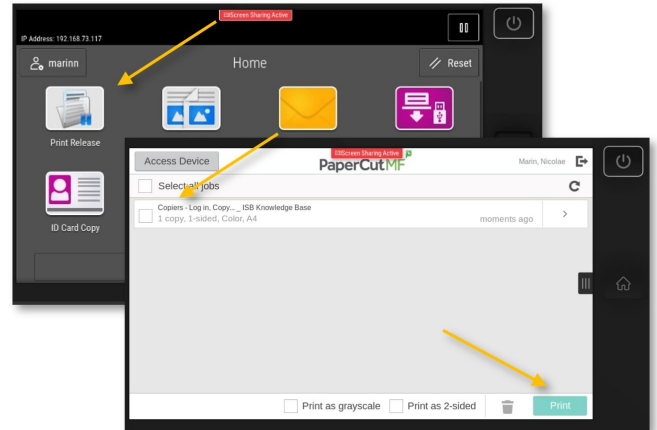 Screen Sharing Active
IP Address: 192.168.73.117
marinn
Home
Reset
Print Release
ID Card Copy
Access Device
Screen Sharing Active
PaperCut MF
Marin, Nicolae
Select all jobs
Copiers - Log in, Copy... _ ISB Knowledge Base
1 copy, 1-sided, Color, A4
moments ago
Print as grayscale
Print as 2-sided
Print